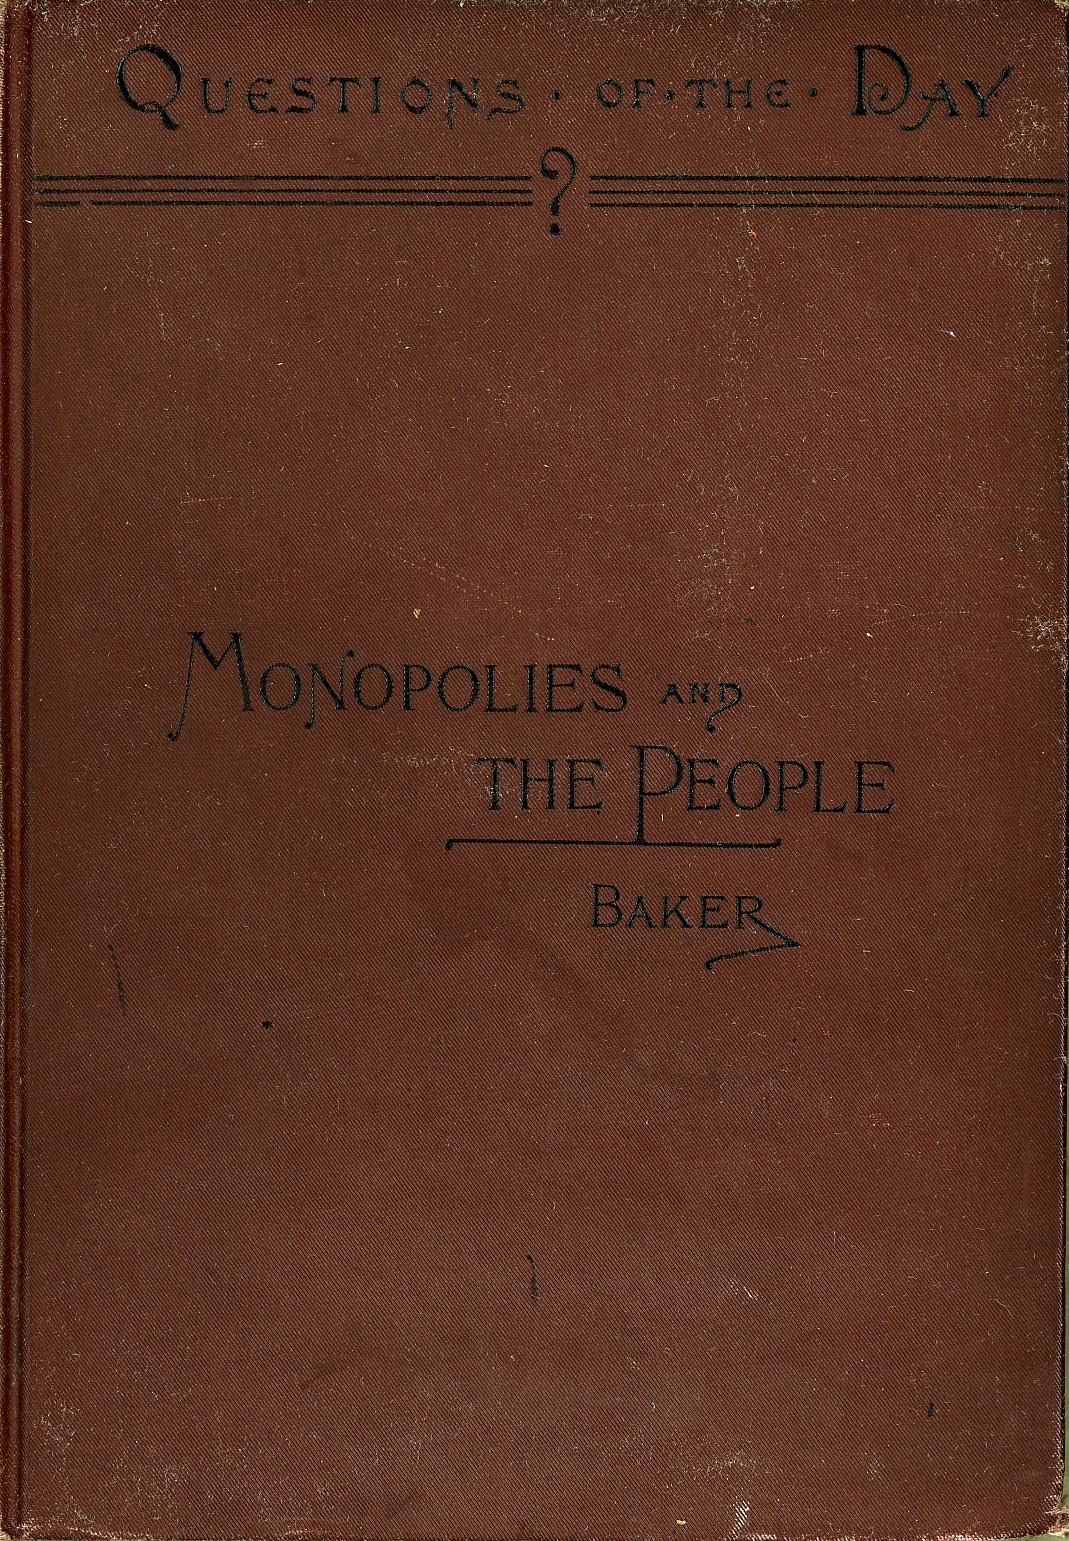 QUESTIONS · OF · THE · DAY
?
MONOPOLIES AND
THE PEOPLE
BAKER